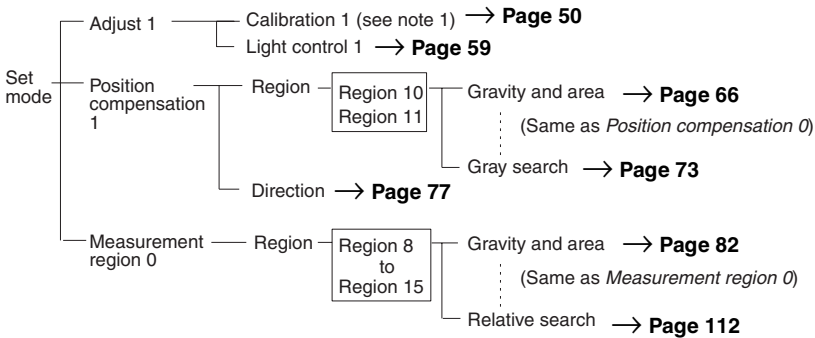 Adjust 1
Calibration 1 (see note 1) → Page 50
Light control 1 → Page 59
Set
mode
Position
compensation
1
Region
Region 10
Region 11
Gravity and area → Page 66
(Same as Position compensation 0)
Gray search → Page 73
Direction → Page 77
Measurement
region 0
Region
Region 8
to
Region 15
Gravity and area → Page 82
(Same as Measurement region 0)
Relative search → Page 112